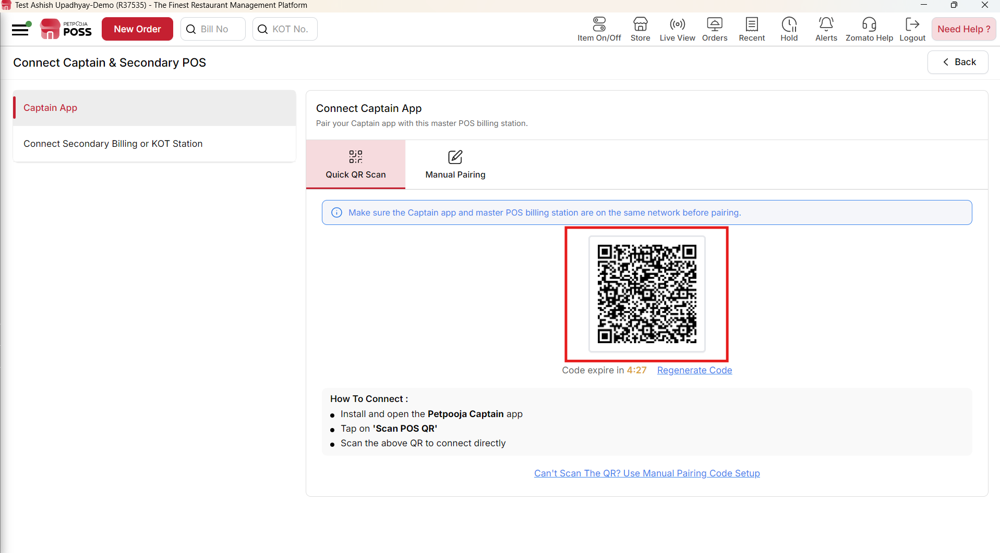 Test Ashish Upadhyay-Demo (R37535) - The Finest Restaurant Management Platform
PETPOOJA
POSS
New Order
Bill No
KOT No.
Item On/Off
Store
Live View
Orders
Recent
Hold
Alerts
Zomato Help
Logout
Need Help ?
Connect Captain & Secondary POS
Back
Captain App
Connect Secondary Billing or KOT Station
Connect Captain App
Pair your Captain app with this master POS billing station.
Quick QR Scan
Manual Pairing
Make sure the Captain app and master POS billing station are on the same network before pairing.
Code expire in 4:27 Regenerate Code
How To Connect :
Install and open the Petpooja Captain app
Tap on 'Scan POS QR'
Scan the above QR to connect directly
Can't Scan The QR? Use Manual Pairing Code Setup